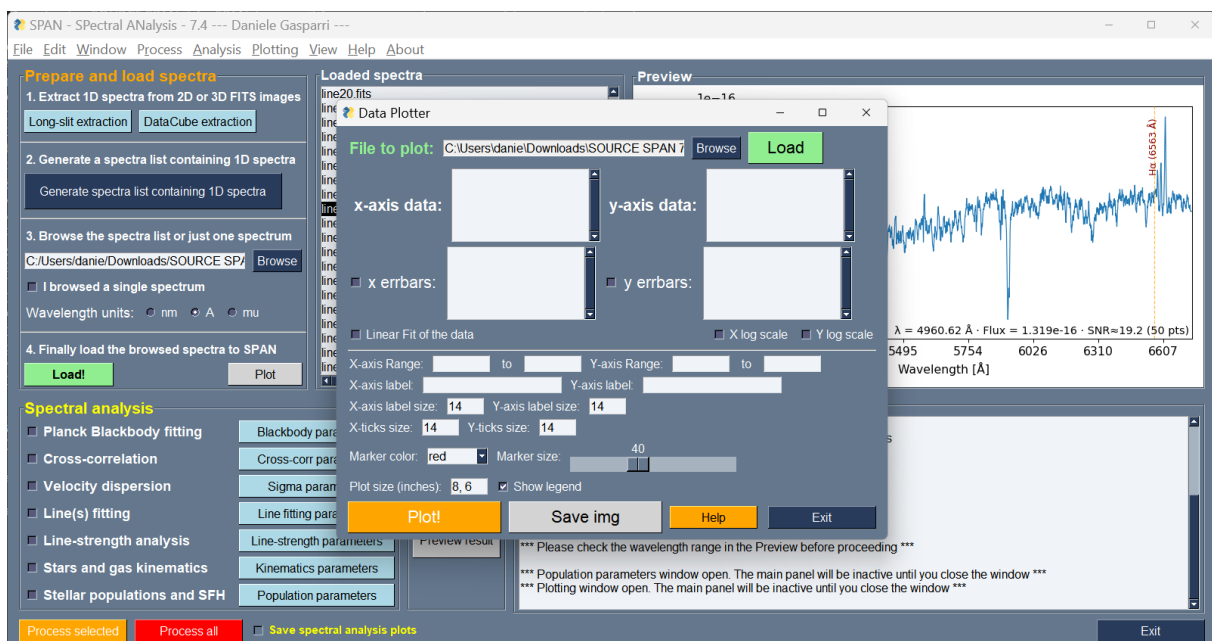 SPAN - SPectral ANalysis - 7.4 --- Daniele Gasparri ---
File Edit Window Process Analysis Plotting View Help About
Prepare and load spectra
1. Extract 1D spectra from 2D or 3D FITS images
Long-slit extraction DataCube extraction
2. Generate a spectra list containing 1D spectra
Generate spectra list containing 1D spectra
3. Browse the spectra list or just one spectrum
C:/Users/danie/Downloads/SOURCE SPA Browse
I browsed a single spectrum
Wavelength units: nm A mu
4. Finally load the browsed spectra to SPAN
Load! Plot
Loaded spectra
line20.fits
Preview
1e-16
Hα (6563 Å)
λ = 4960.62 Å · Flux = 1.319e-16 · SNR≈19.2 (50 pts)
5495 5754 6026 6310 6607
Wavelength [Å]
Data Plotter
File to plot: C:\Users\danie\Downloads\SOURCE SPAN 7 Browse Load
x-axis data: y-axis data:
x errbars: y errbars:
Linear Fit of the data X log scale Y log scale
X-axis Range: to Y-axis Range: to
X-axis label: Y-axis label:
X-axis label size: 14 Y-axis label size: 14
X-ticks size: 14 Y-ticks size: 14
Marker color: red Marker size: 40
Plot size (inches): 8, 6 Show legend
Plot! Save img Help Exit
Spectral analysis
Planck Blackbody fitting Blackbody para
Cross-correlation Cross-corr para
Velocity dispersion Sigma param
Line(s) fitting Line fitting para
Line-strength analysis Line-strength parameters Preview result
Stars and gas kinematics Kinematics parameters
Stellar populations and SFH Population parameters
*** Please check the wavelength range in the Preview before proceeding ***
*** Population parameters window open. The main panel will be inactive until you close the window ***
*** Plotting window open. The main panel will be inactive until you close the window ***
Process selected Process all Save spectral analysis plots Exit